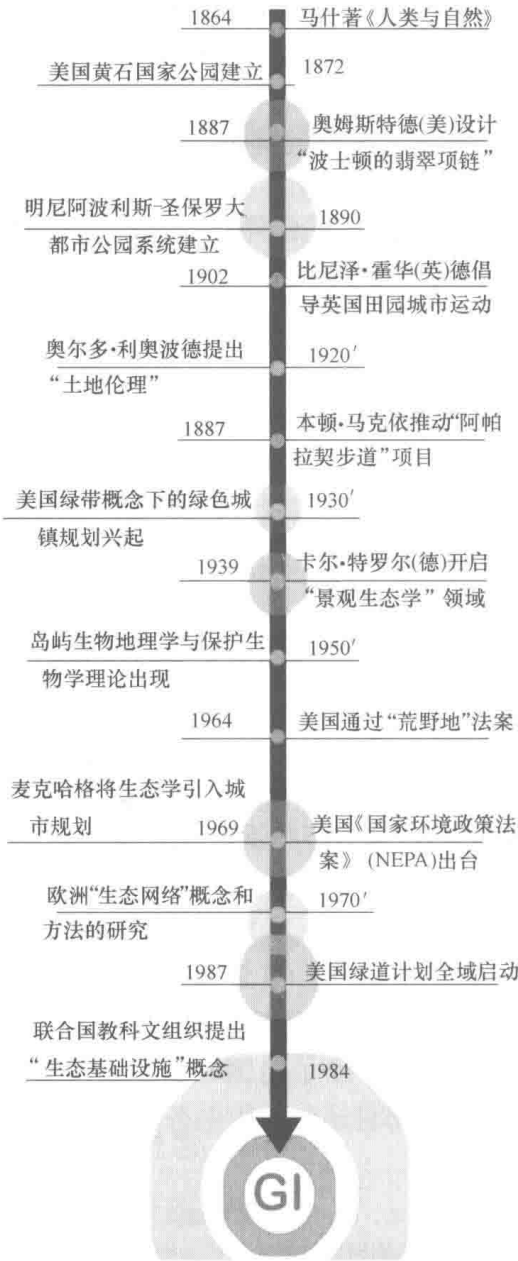 1864
马什著《人类与自然》
美国黄石国家公园建立
1872
1887
奥姆斯特德(美)设计
“波士顿的翡翠项链”
明尼阿波利斯-圣保罗大
都市公园系统建立
1890
1902
比尼泽·霍华(英)德倡
导英国田园城市运动
奥尔多·利奥波德提出
“土地伦理”
1920′
1887
本顿·马克依推动“阿帕
拉契步道”项目
美国绿带概念下的绿色城
镇规划兴起
1930′
1939
卡尔·特罗尔(德)开启
“景观生态学”领域
岛屿生物地理学与保护生
物学理论出现
1950′
1964
美国通过“荒野地”法案
麦克哈格将生态学引入城
市规划
1969
美国《国家环境政策法
案》 (NEPA)出台
欧洲“生态网络”概念和
方法的研究
1970′
1987
美国绿道计划全域启动
联合国教科文组织提出
“生态基础设施”概念
1984
GI